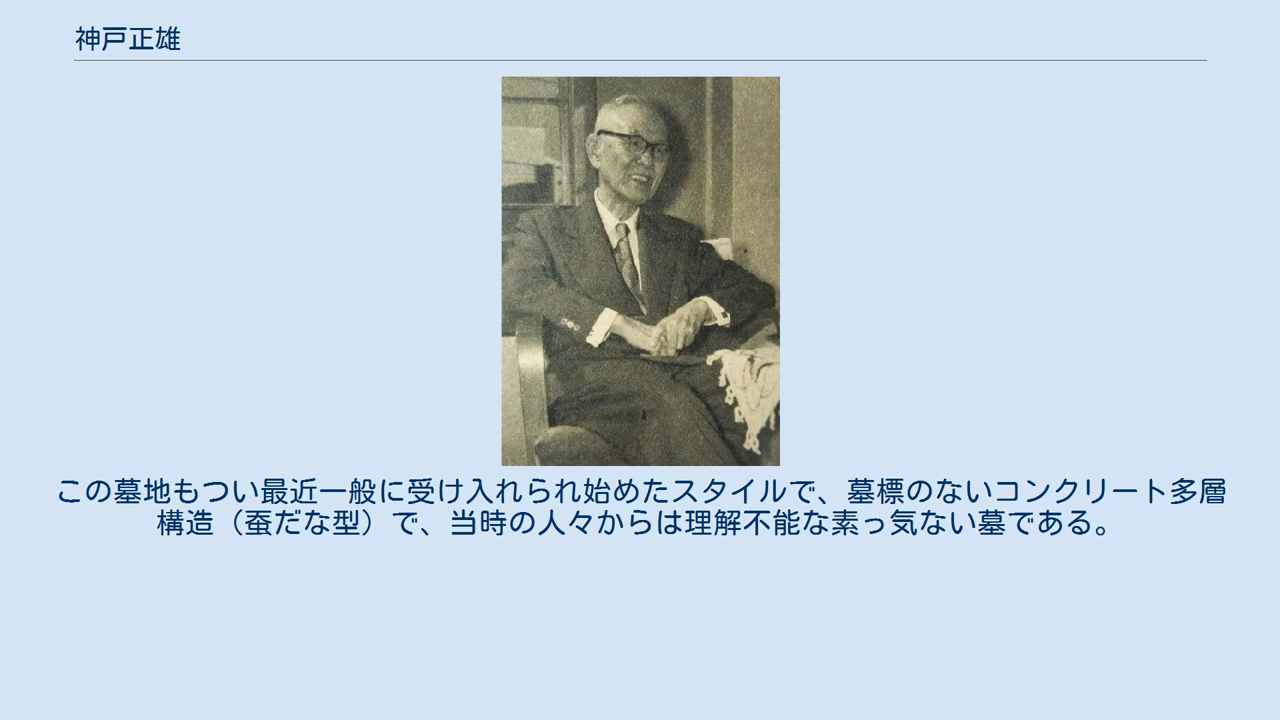 神戸正雄
この墓地もつい最近一般に受け入れられ始めたスタイルで、墓標のないコンクリート多層
構造（蚕だな型）で、当時の人々からは理解不能な素っ気ない墓である。